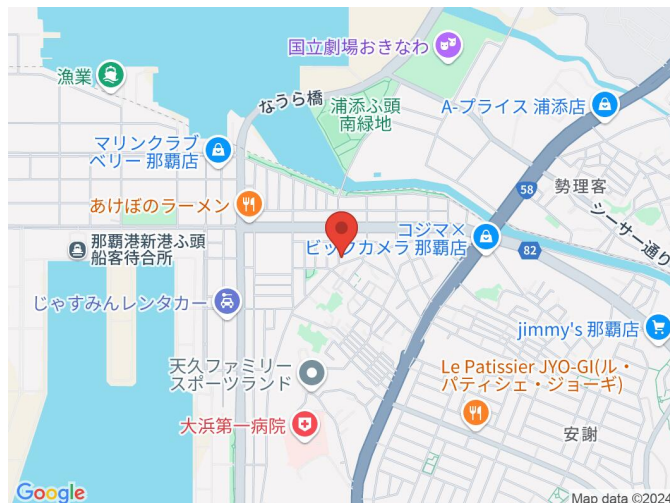 国立劇場おきなわ
漁業
なうら橋
浦添ふ頭
南緑地
A-プライス 浦添店
マリンクラブ
ベリー 那覇店
58
勢理客
あけぼのラーメン
シーサー通り
コジマ×
ビックカメラ 那覇店
那覇港新港ふ頭
船客待合所
82
じゃすみんレンタカー
jimmy's 那覇店
天久ファミリー
スポーツランド
Le Patissier JYO-GI(ル・
パティシェ・ジョーギ)
大浜第一病院
安謝
Google
Map data ©2024